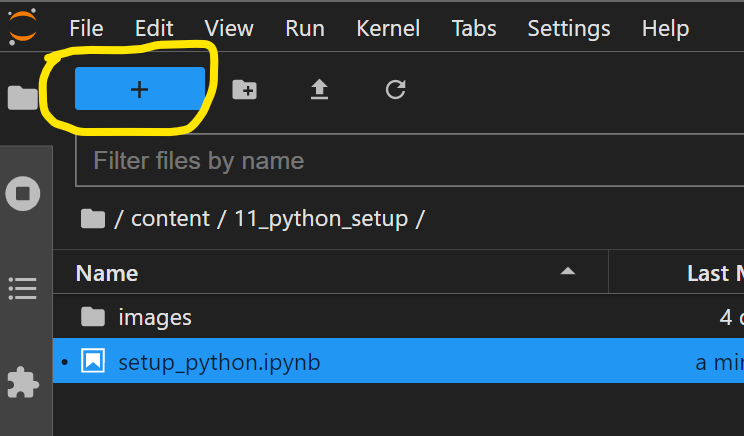 File Edit View Run Kernel Tabs Settings Help
+
Filter files by name
/ content / 11_python_setup /
Name Last M
images 4
setup_python.ipynb a mi